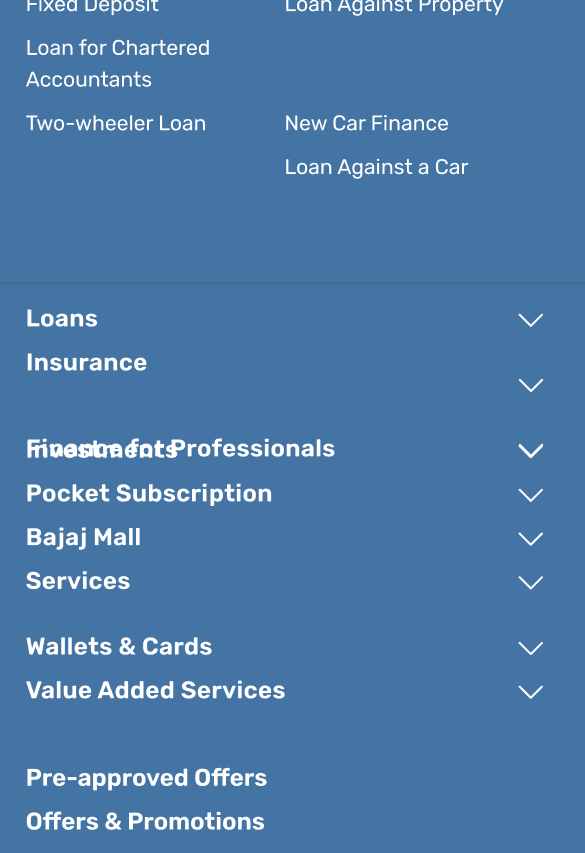 Fixed Deposit
Loan Against Property
Loan for Chartered
Accountants
Two-wheeler Loan
New Car Finance
Loan Against a Car
Loans
Insurance
Finance for Professionals
Investments
Pocket Subscription
Bajaj Mall
Services
Wallets & Cards
Value Added Services
Pre-approved Offers
Offers & Promotions